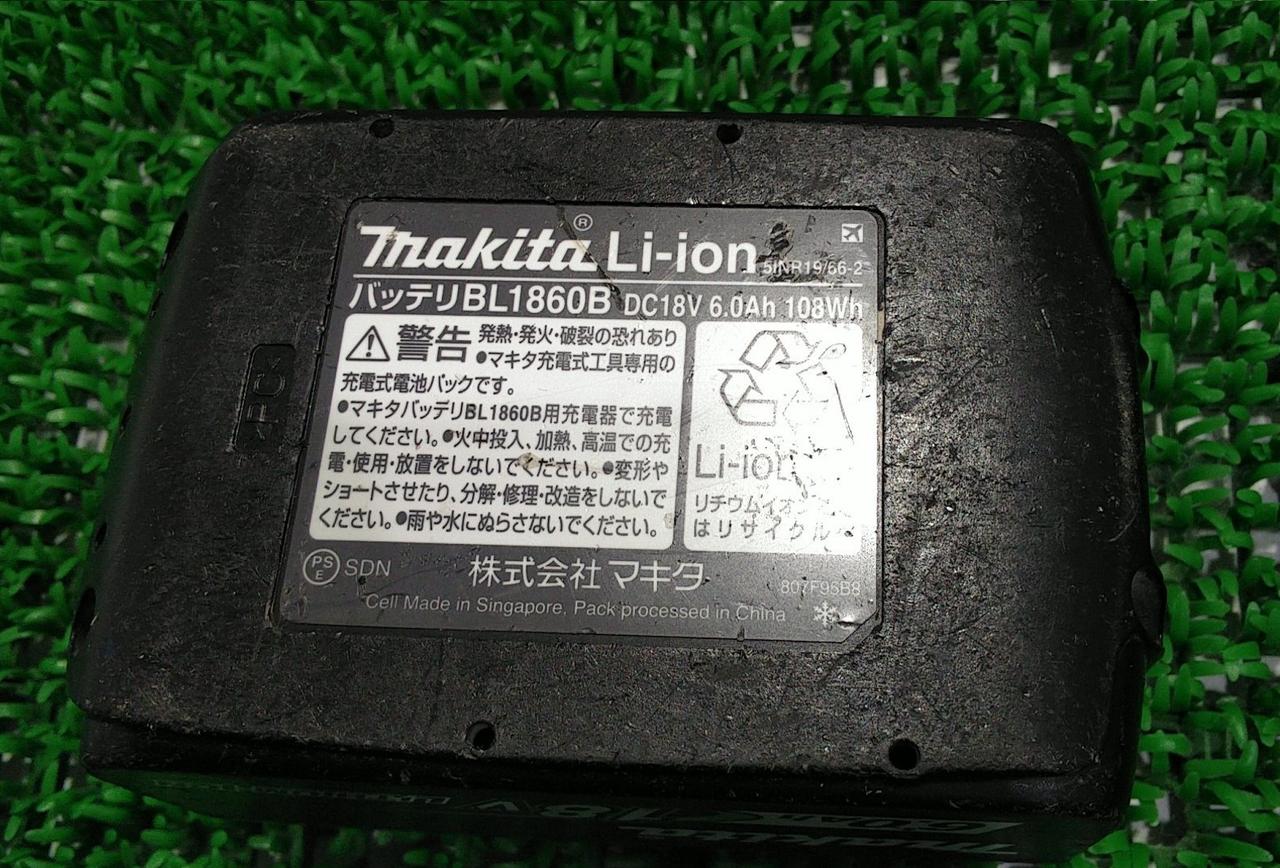 makita® Li-ion 5INR19/66-2
バッテリBL1860B DC18V 6.0Ah 108Wh
警告 発熱・発火・破裂の恐れあり
●マキタ充電式工具専用の
充電式電池パックです。
●マキタバッテリBL1860B用充電器で充電
してください。●火中投入、加熱、高温での充
電・使用・放置をしないでください。●変形や
ショートさせたり、分解・修理・改造をしないで
ください。●雨や水にぬらさないでください。
Li-ion
リチウムイオン
はリサイクル
PS
E SDN 株式会社マキタ 807F95B8
Cell Made in Singapore, Pack processed in China
>PC<
makita 18V